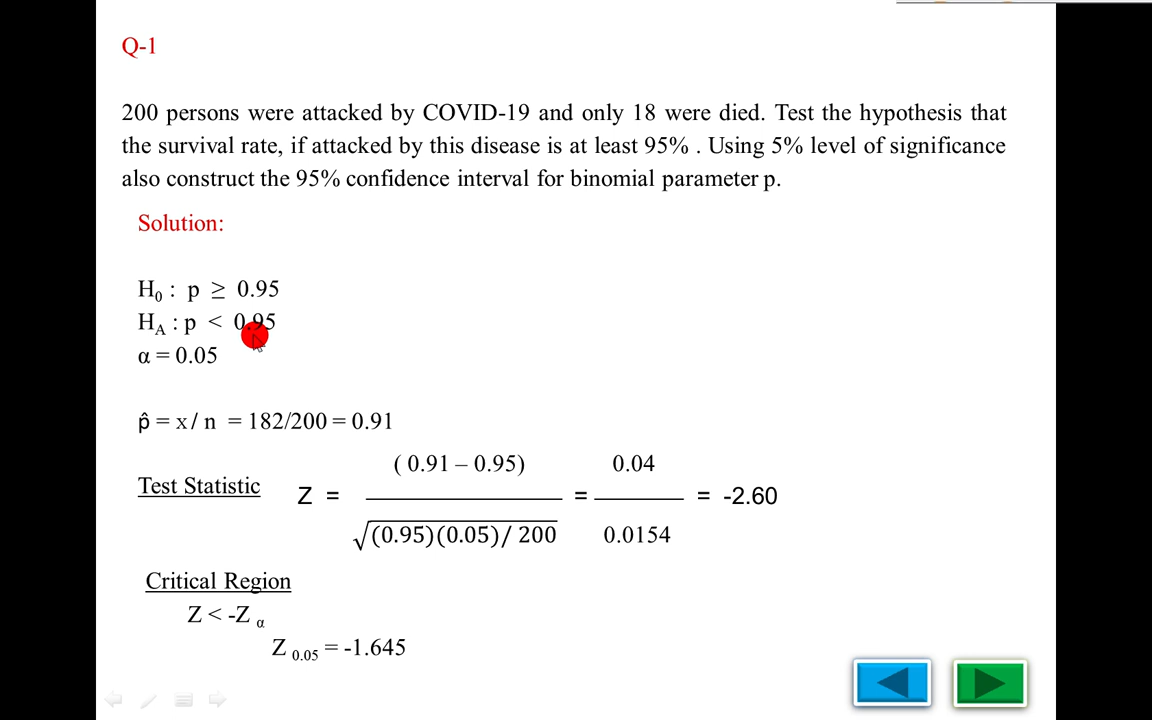 Q-1
200 persons were attacked by COVID-19 and only 18 were died. Test the hypothesis that
the survival rate, if attacked by this disease is at least 95% . Using 5% level of significance
also construct the 95% confidence interval for binomial parameter p.
Solution:
H₀ : p ≥ 0.95
H_A : p < 0.95
α = 0.05
p̂ = x / n = 182/200 = 0.91
Test Statistic Z = ( 0.91 – 0.95) / √(0.95)(0.05)/ 200 = 0.04 / 0.0154 = -2.60
Critical Region
Z < -Z α
Z 0.05 = -1.645